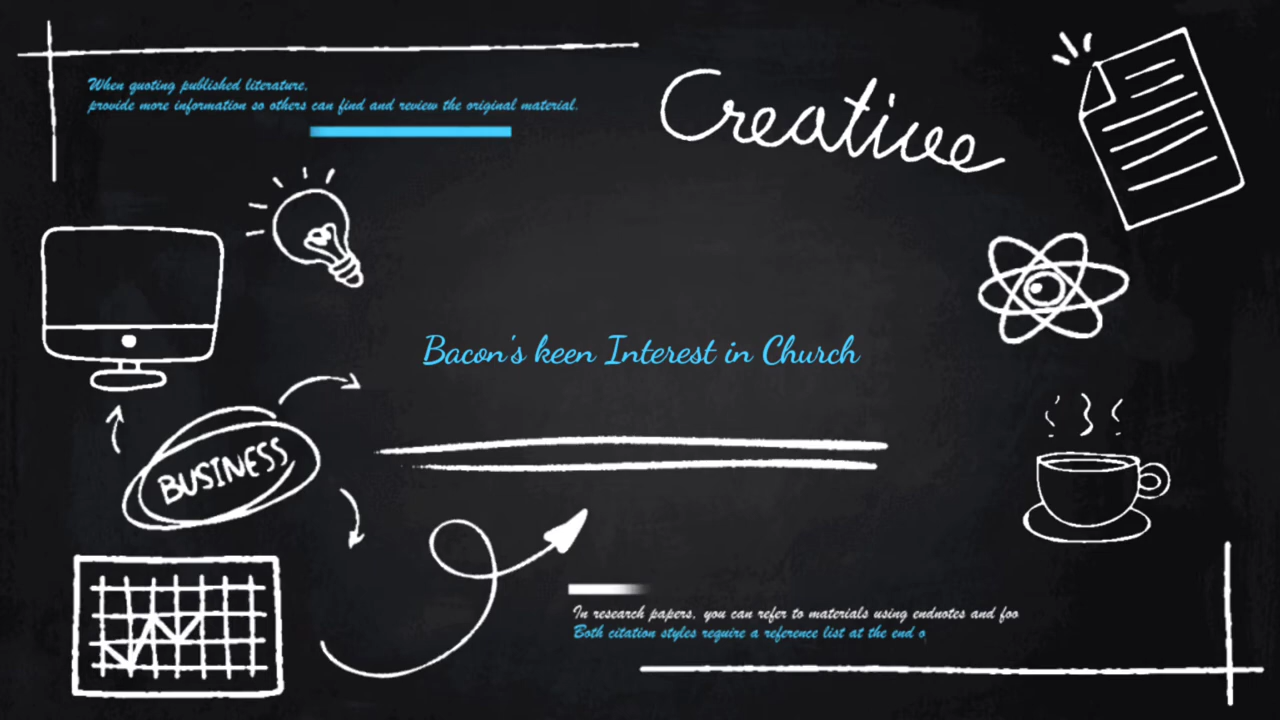 When quoting published literature,
provide more information so others can find and review the original material.
Creative
Bacon's keen Interest in Church
BUSINESS
In research papers, you can refer to materials using endnotes and foo
Both citation styles require a reference list at the end o